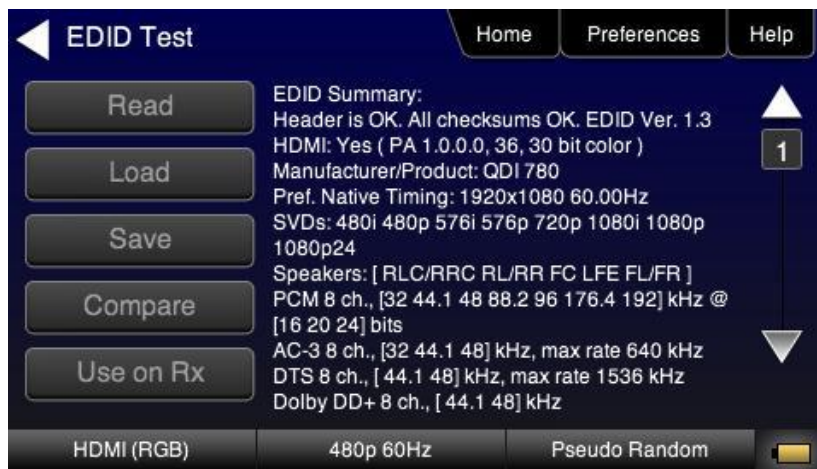 EDID Test
Home
Preferences
Help
Read
Load
Save
Compare
Use on Rx
EDID Summary:
Header is OK. All checksums OK. EDID Ver. 1.3
HDMI: Yes ( PA 1.0.0.0, 36, 30 bit color )
Manufacturer/Product: QDI 780
Pref. Native Timing: 1920x1080 60.00Hz
SVDs: 480i 480p 576i 576p 720p 1080i 1080p
1080p24
Speakers: [ RLC/RRC RL/RR FC LFE FL/FR ]
PCM 8 ch., [32 44.1 48 88.2 96 176.4 192] kHz @
[16 20 24] bits
AC-3 8 ch., [32 44.1 48] kHz, max rate 640 kHz
DTS 8 ch., [ 44.1 48] kHz, max rate 1536 kHz
Dolby DD+ 8 ch., [ 44.1 48] kHz
1
HDMI (RGB)
480p 60Hz
Pseudo Random